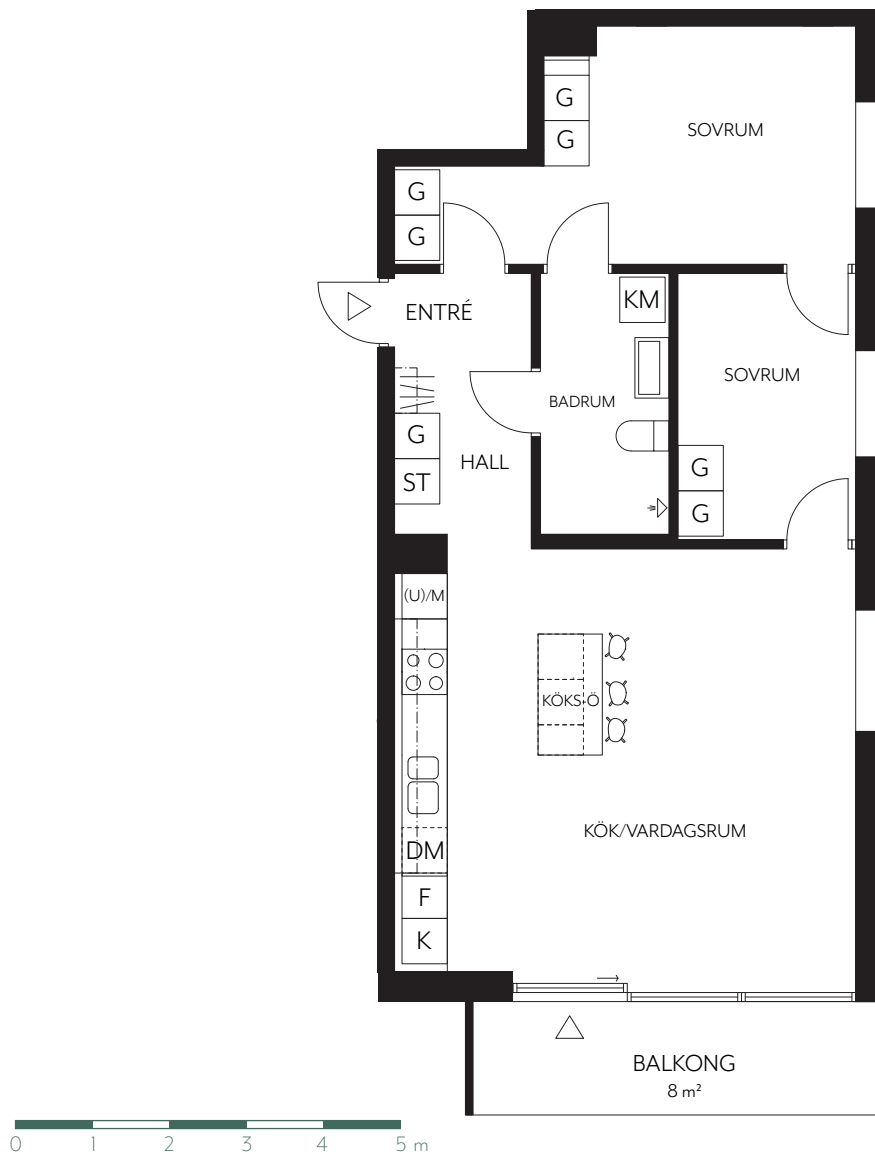 G
G
SOVRUM
G
G
ENTRÉ
KM
SOVRUM
BADRUM
G
HALL
ST
G
G
(U)/M
KÖKS-Ö
KÖK/VARDAGSRUM
DM
F
K
BALKONG
8 m²
0 1 2 3 4 5 m